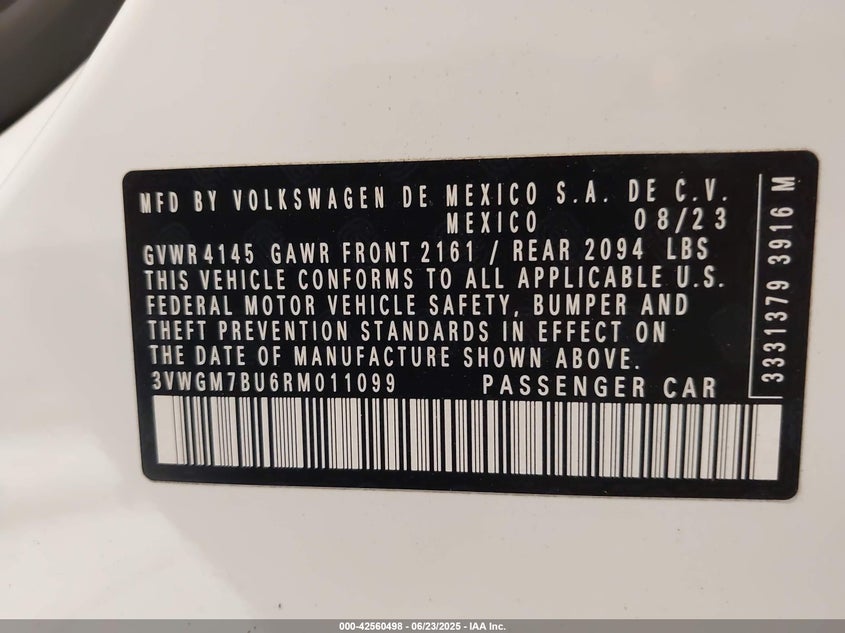 MFD BY VOLKSWAGEN DE MEXICO S.A. DE C.V.
MEXICO 08/23
GVWR 4145 GAWR FRONT 2161 / REAR 2094 LBS
THIS VEHICLE CONFORMS TO ALL APPLICABLE U.S.
FEDERAL MOTOR VEHICLE SAFETY, BUMPER AND
THEFT PREVENTION STANDARDS IN EFFECT ON
THE DATE OF MANUFACTURE SHOWN ABOVE.
3VWGM7BU6RM011099 PASSENGER CAR
3331379 3916 M
000-42560498 - 06/23/2025 - IAA Inc.